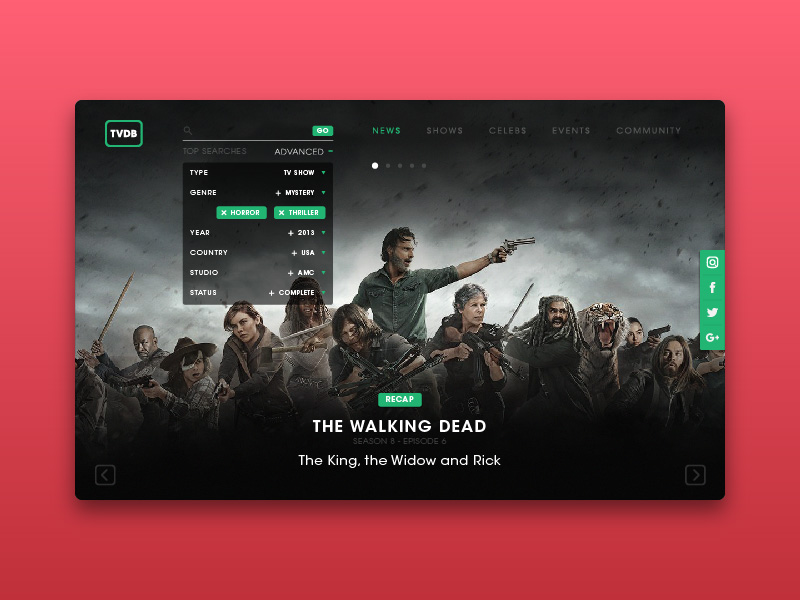 TVDB
GO
NEWS SHOWS CELEBS EVENTS COMMUNITY
TOP SEARCHES ADVANCED -
TYPE TV SHOW
GENRE + MYSTERY
× HORROR × THRILLER
YEAR + 2013
COUNTRY + USA
STUDIO + AMC
STATUS + COMPLETE
G+
RECAP
THE WALKING DEAD
SEASON 8 - EPISODE 6
The King, the Widow and Rick